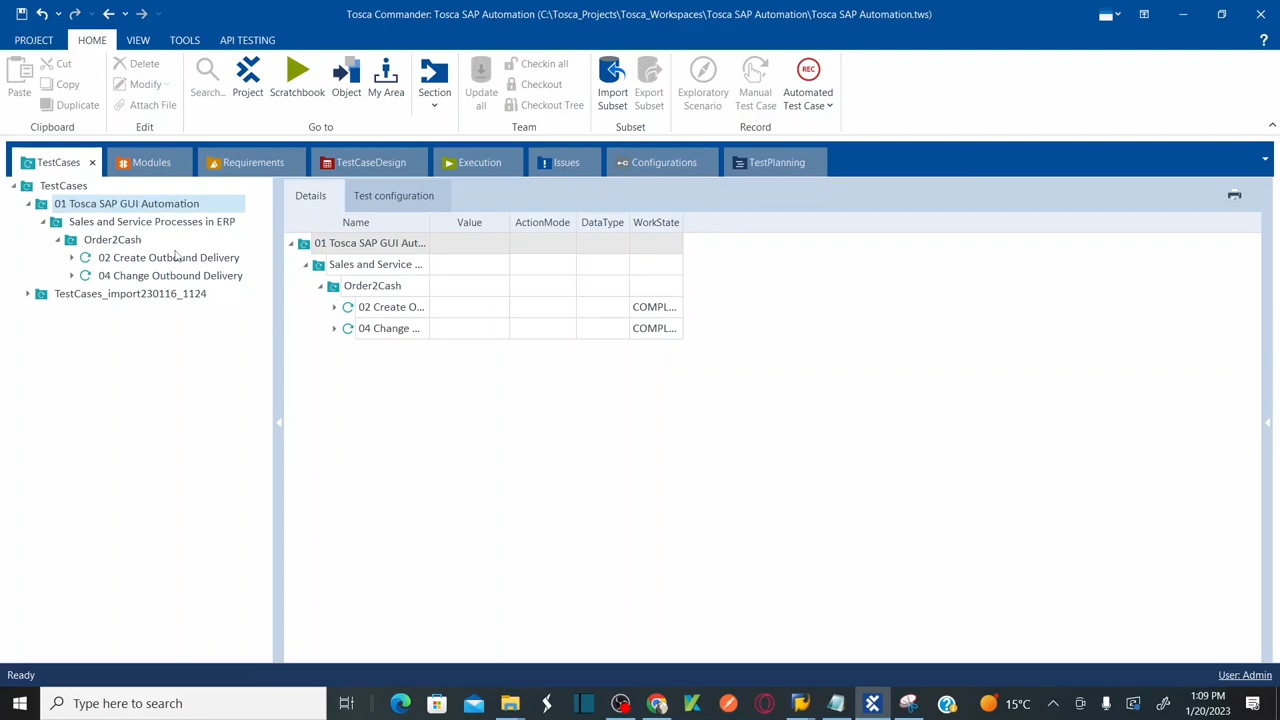 Tosca Commander: Tosca SAP Automation (C:\Tosca_Projects\Tosca_Workspaces\Tosca SAP Automation\Tosca SAP Automation.tws)
PROJECT HOME VIEW TOOLS API TESTING ?
Paste Cut Copy Duplicate
Delete Modify Attach File
Search... Project Scratchbook Object My Area Section
Update all Checkin all Checkout Checkout Tree
Import Subset Export Subset
Exploratory Scenario Manual Test Case REC Automated Test Case
Clipboard Edit Go to Team Subset Record
TestCases Modules Requirements TestCaseDesign Execution Issues Configurations TestPlanning
TestCases
01 Tosca SAP GUI Automation
Sales and Service Processes in ERP
Order2Cash
02 Create Outbound Delivery
04 Change Outbound Delivery
TestCases_import230116_1124
Details Test configuration
Name Value ActionMode DataType WorkState
01 Tosca SAP GUI Aut...
Sales and Service ...
Order2Cash
02 Create O... COMPL...
04 Change ... COMPL...
Ready User: Admin
Type here to search 15°C 1:09 PM
1/20/2023